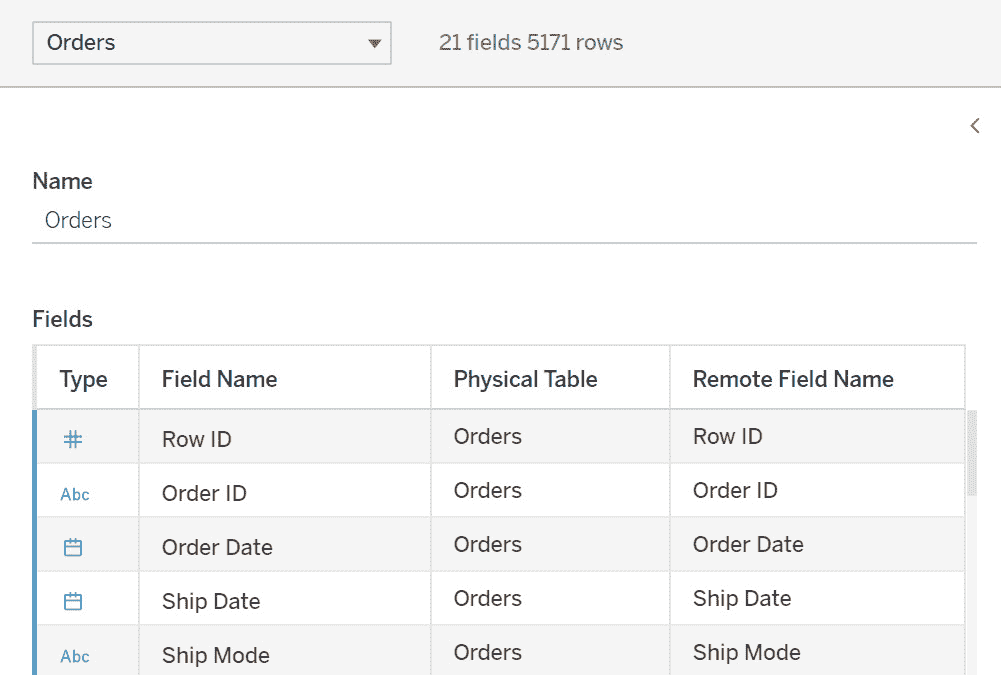 Orders 21 fields 5171 rows
Name
Orders
Fields
Type Field Name Physical Table Remote Field Name
# Row ID Orders Row ID
Abc Order ID Orders Order ID
Order Date Orders Order Date
Ship Date Orders Ship Date
Abc Ship Mode Orders Ship Mode